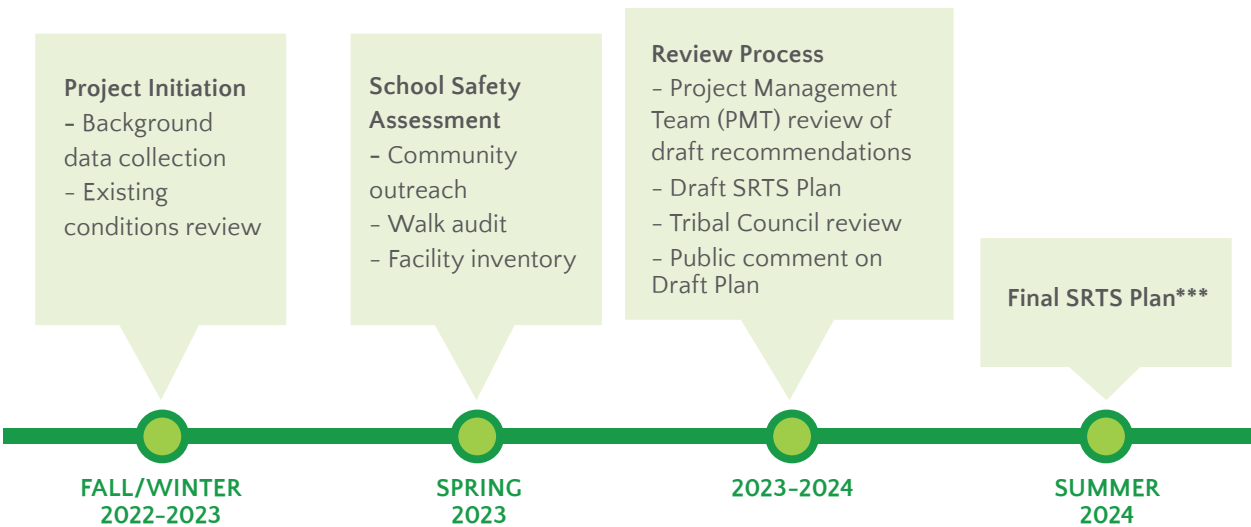 Project Initiation
- Background
data collection
- Existing
conditions review
School Safety
Assessment
- Community
outreach
- Walk audit
- Facility inventory
Review Process
- Project Management
Team (PMT) review of
draft recommendations
- Draft SRTS Plan
- Tribal Council review
- Public comment on
Draft Plan
Final SRTS Plan***
FALL/WINTER
2022-2023
SPRING
2023
2023-2024
SUMMER
2024